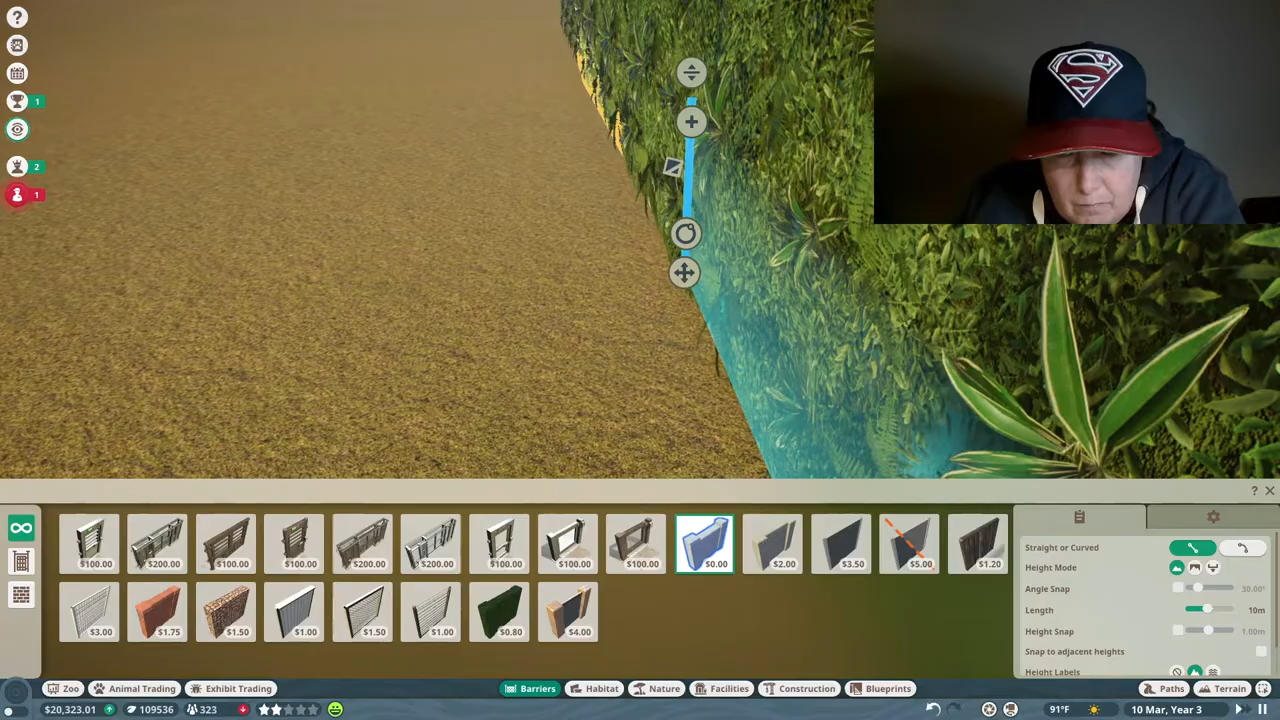 ?
1
2
1
? ×
$100.00 $200.00 $100.00 $100.00 $200.00 $200.00 $100.00 $100.00 $100.00 $0.00 $2.00 $3.50 $5.00 $1.20
$3.00 $1.75 $1.50 $1.00 $1.50 $1.00 $0.80 $4.00
Straight or Curved
Height Mode
Angle Snap 30.00°
Length 10m
Height Snap 1.00m
Snap to adjacent heights
Height Labels
Zoo Animal Trading Exhibit Trading Barriers Habitat Nature Facilities Construction Blueprints Paths Terrain
$20,323.01 109536 323 91°F 10 Mar, Year 3